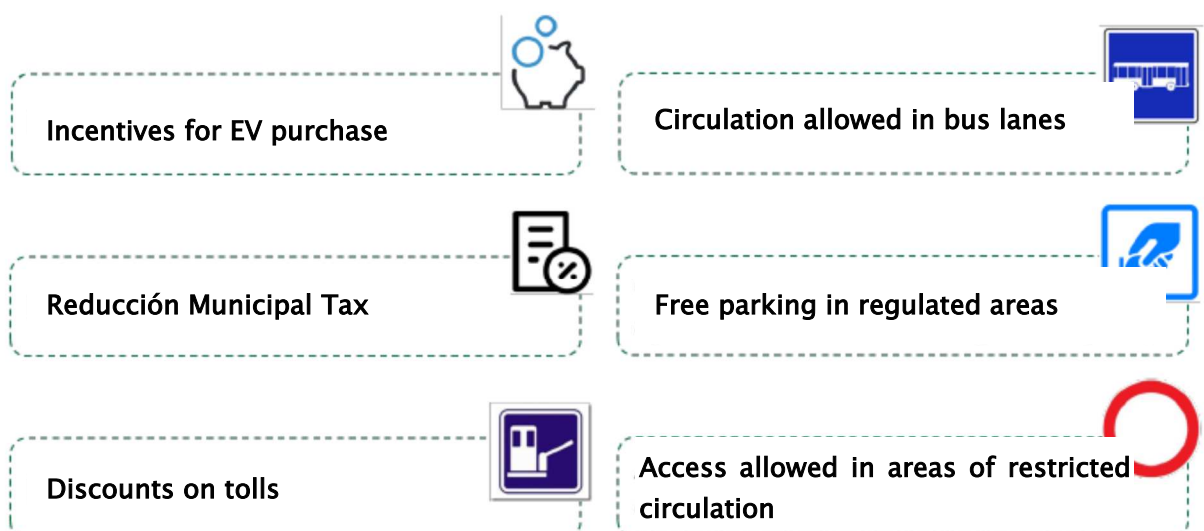 Incentives for EV purchase
Circulation allowed in bus lanes
Reducción Municipal Tax
Free parking in regulated areas
Discounts on tolls
Access allowed in areas of restricted
circulation